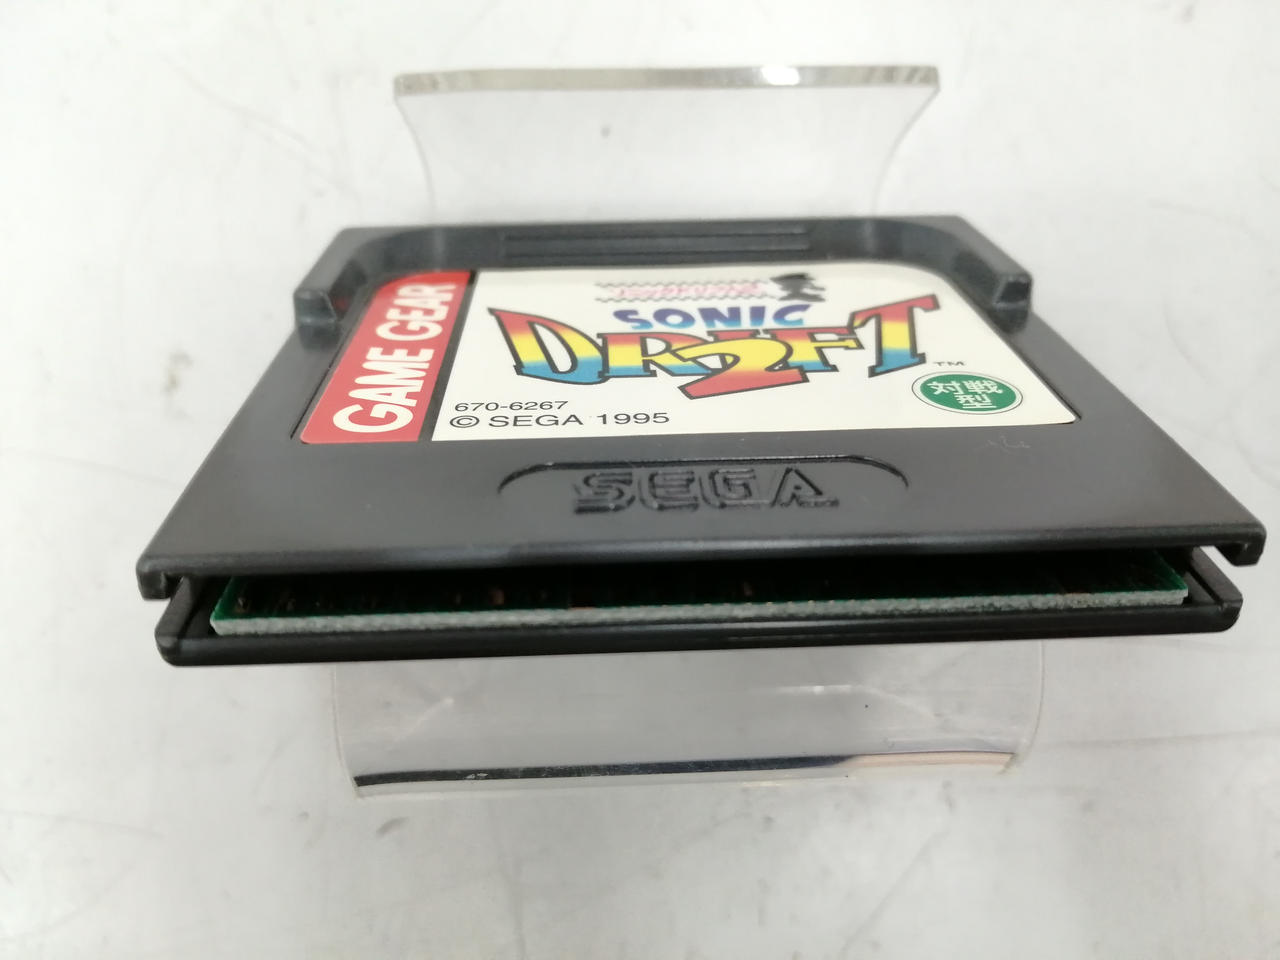 GAME GEAR
SONIC
DRIFT
2
TM
対戦
型
670-6267
© SEGA 1995
SEGA